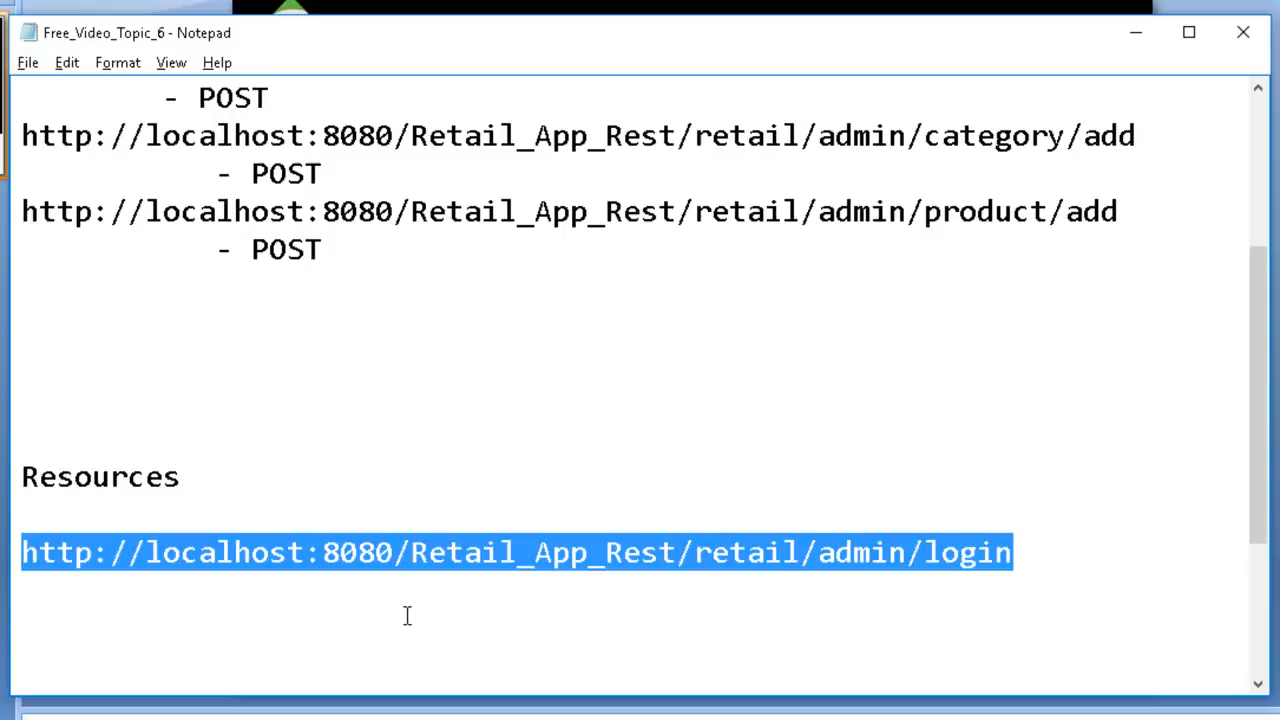 Free_Video_Topic_6 - Notepad
File Edit Format View Help
- POST
http://localhost:8080/Retail_App_Rest/retail/admin/category/add
- POST
http://localhost:8080/Retail_App_Rest/retail/admin/product/add
- POST
Resources
http://localhost:8080/Retail_App_Rest/retail/admin/login